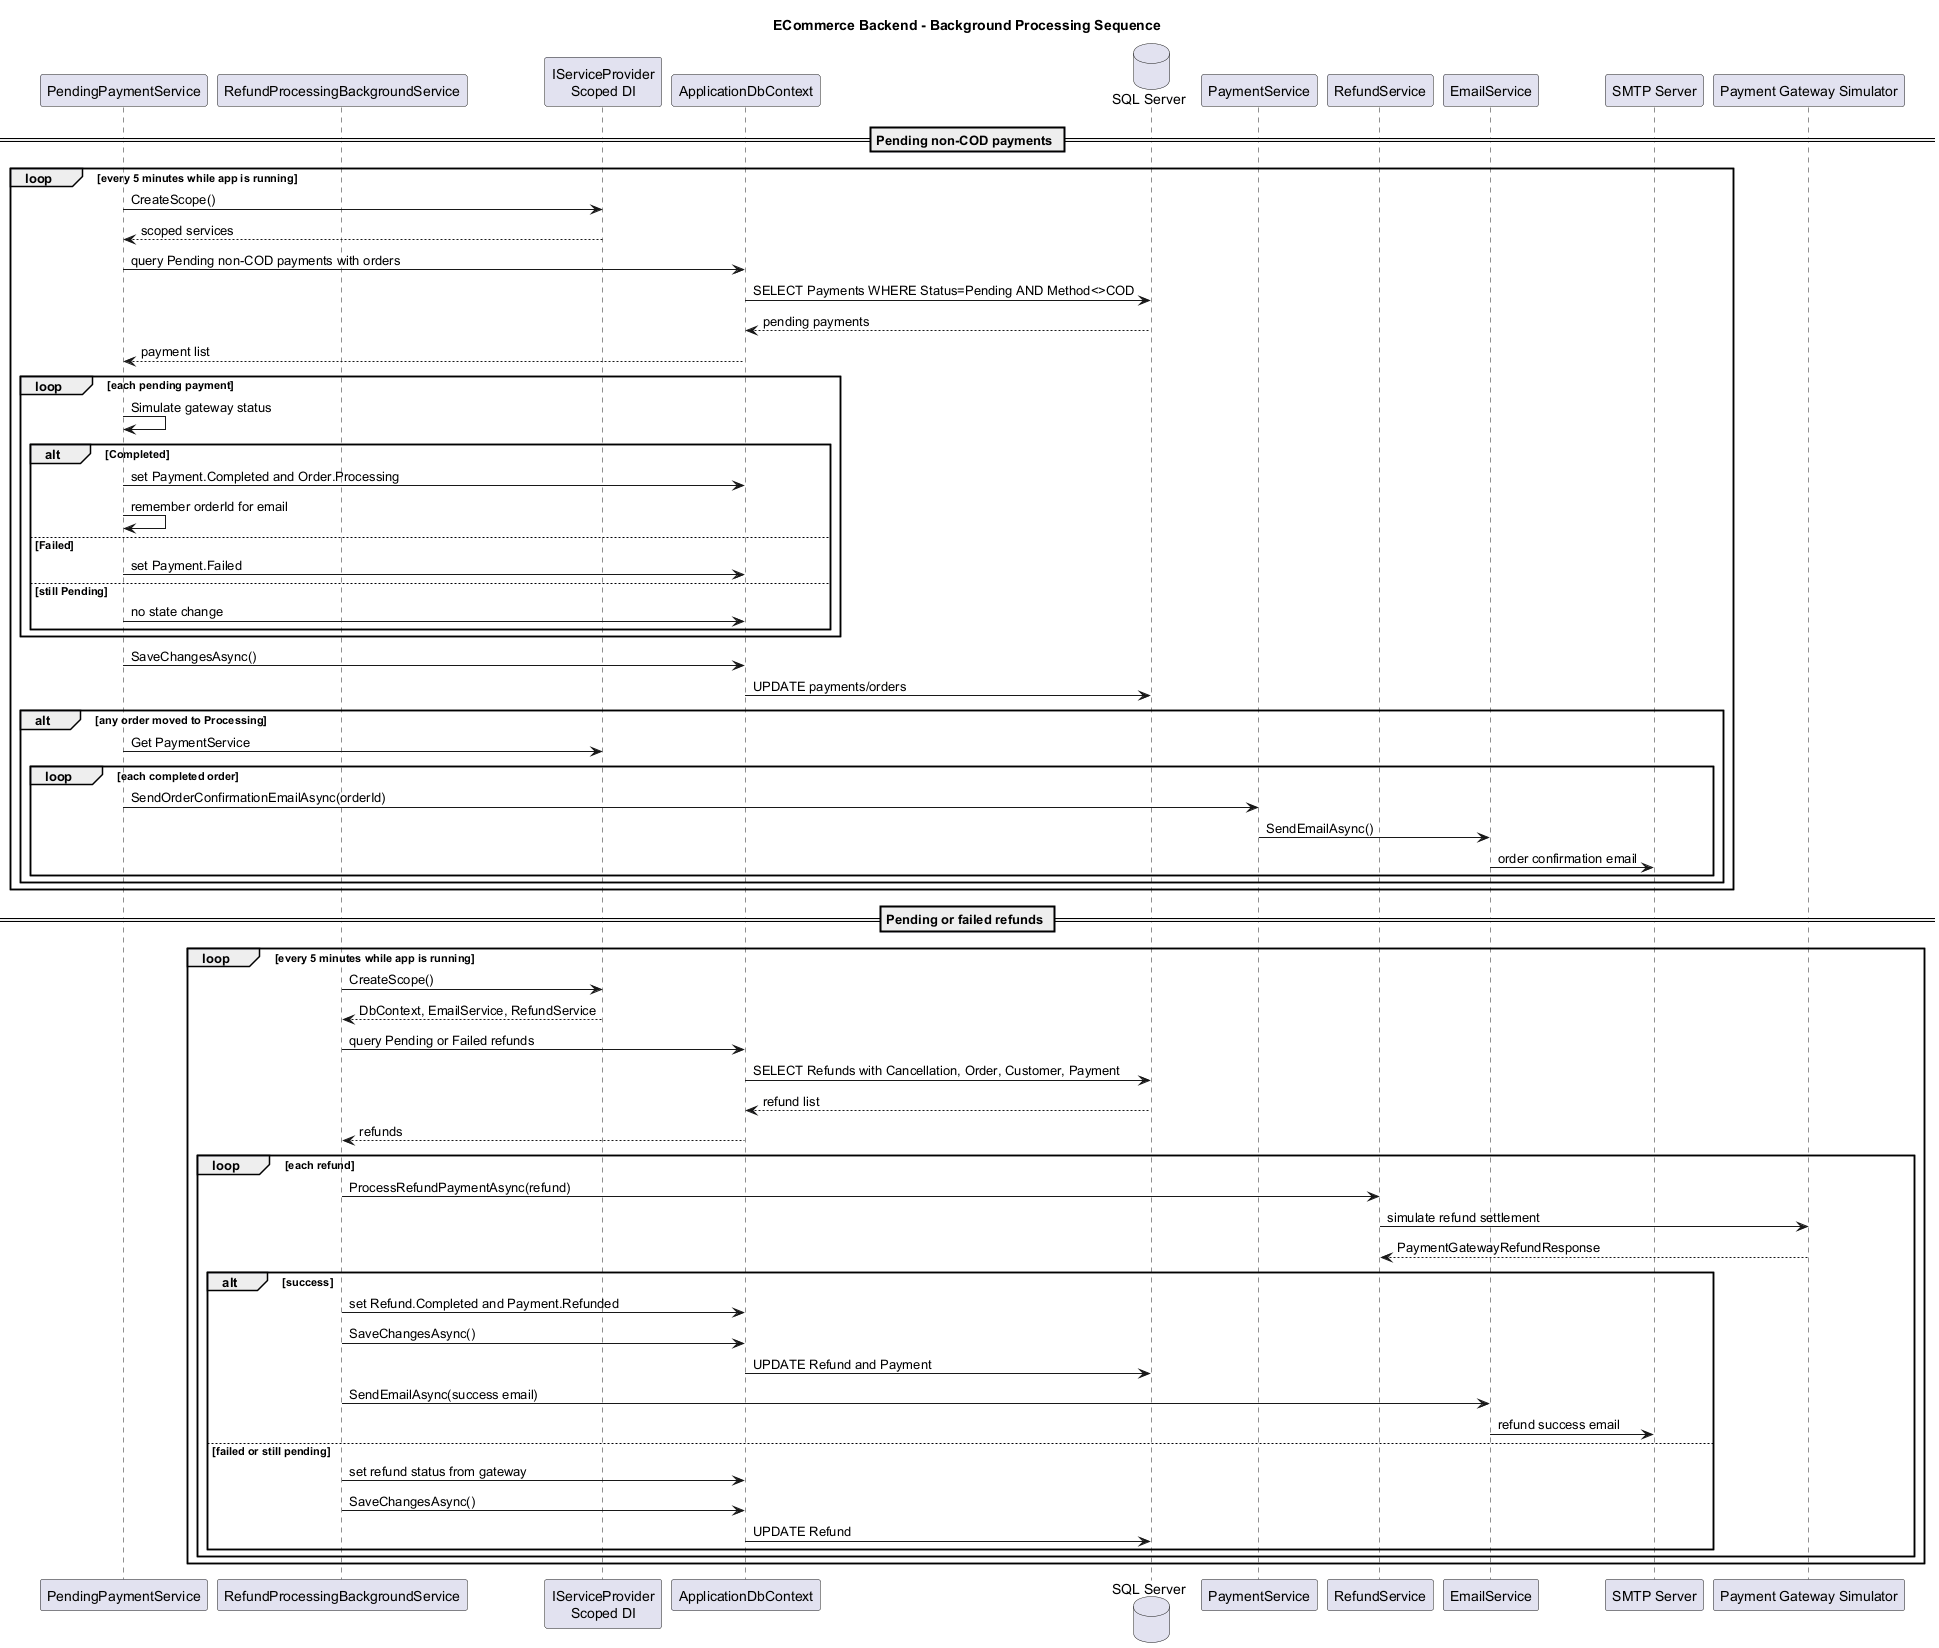 ECommerce Backend - Background Processing Sequence
PendingPaymentService
RefundProcessingBackgroundService
IServiceProvider
Scoped DI
ApplicationDbContext
SQL Server
PaymentService
RefundService
EmailService
SMTP Server
Payment Gateway Simulator
Pending non-COD payments
loop [every 5 minutes while app is running]
CreateScope()
scoped services
query Pending non-COD payments with orders
SELECT Payments WHERE Status=Pending AND Method<>COD
pending payments
payment list
loop [each pending payment]
Simulate gateway status
alt [Completed]
set Payment.Completed and Order.Processing
remember orderId for email
[Failed]
set Payment.Failed
[still Pending]
no state change
SaveChangesAsync()
UPDATE payments/orders
alt [any order moved to Processing]
Get PaymentService
loop [each completed order]
SendOrderConfirmationEmailAsync(orderId)
SendEmailAsync()
order confirmation email
Pending or failed refunds
loop [every 5 minutes while app is running]
CreateScope()
DbContext, EmailService, RefundService
query Pending or Failed refunds
SELECT Refunds with Cancellation, Order, Customer, Payment
refund list
refunds
loop [each refund]
ProcessRefundPaymentAsync(refund)
simulate refund settlement
PaymentGatewayRefundResponse
alt [success]
set Refund.Completed and Payment.Refunded
SaveChangesAsync()
UPDATE Refund and Payment
SendEmailAsync(success email)
refund success email
[failed or still pending]
set refund status from gateway
SaveChangesAsync()
UPDATE Refund
PendingPaymentService
RefundProcessingBackgroundService
IServiceProvider
Scoped DI
ApplicationDbContext
SQL Server
PaymentService
RefundService
EmailService
SMTP Server
Payment Gateway Simulator